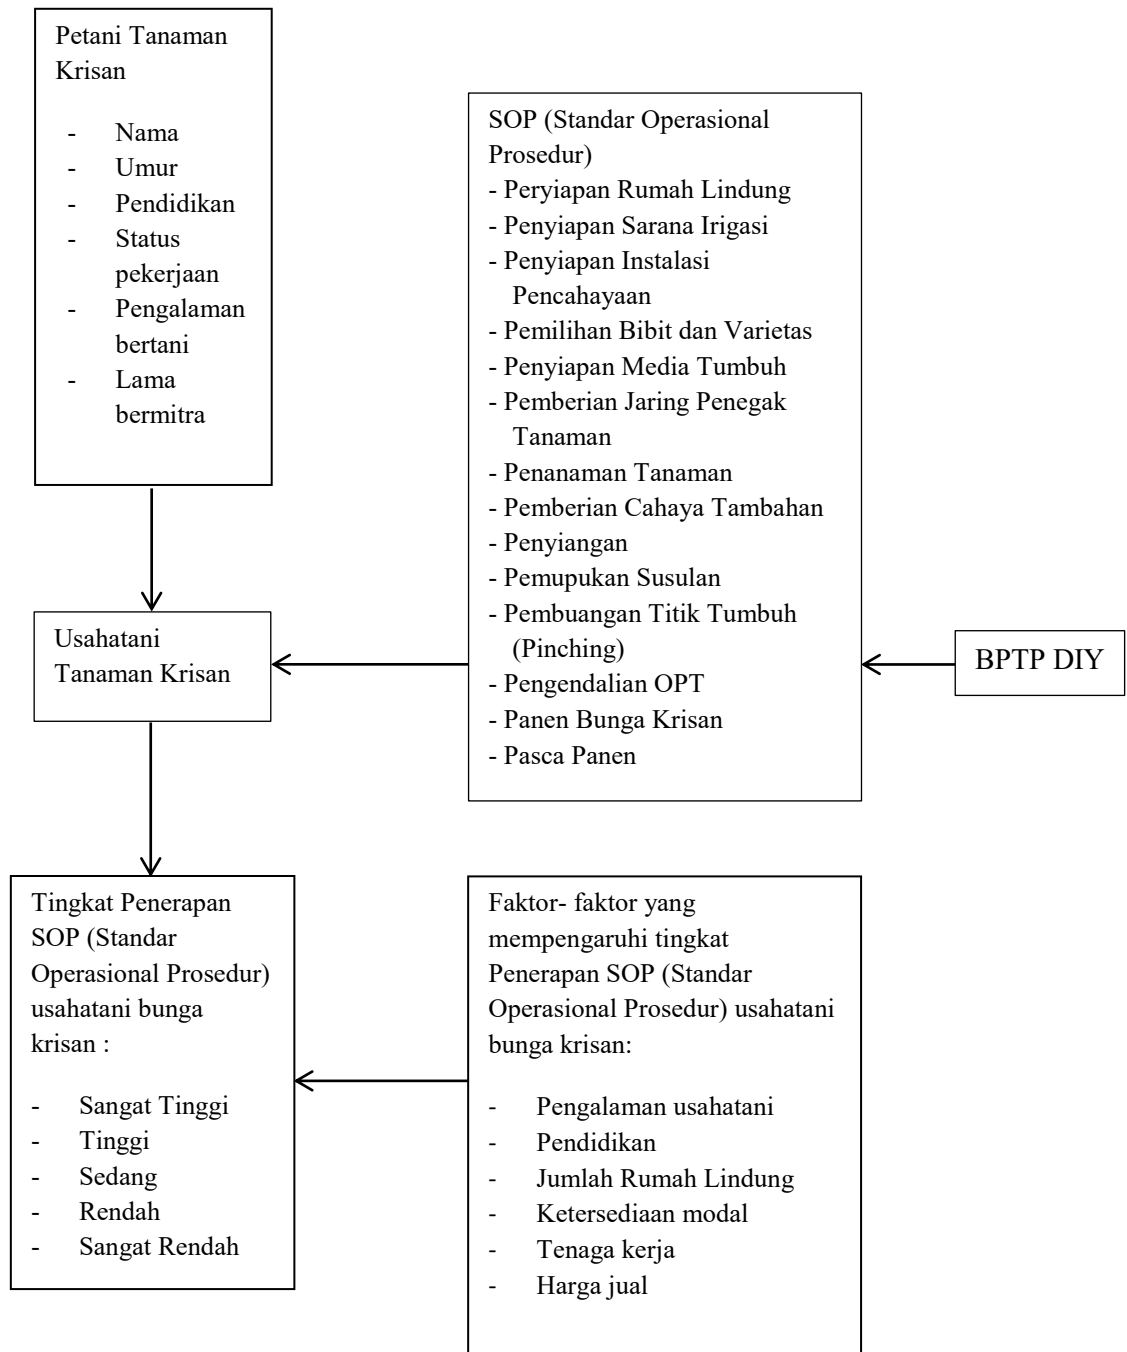 Petani Tanaman
Krisan
- Nama
- Umur
- Pendidikan
- Status
pekerjaan
- Pengalaman
bertani
- Lama
bermitra
SOP (Standar Operasional
Prosedur)
- Peryiapan Rumah Lindung
- Penyiapan Sarana Irigasi
- Penyiapan Instalasi
Pencahayaan
- Pemilihan Bibit dan Varietas
- Penyiapan Media Tumbuh
- Pemberian Jaring Penegak
Tanaman
- Penanaman Tanaman
- Pemberian Cahaya Tambahan
- Penyiangan
- Pemupukan Susulan
- Pembuangan Titik Tumbuh
(Pinching)
- Pengendalian OPT
- Panen Bunga Krisan
- Pasca Panen
Usahatani
Tanaman Krisan
BPTP DIY
Tingkat Penerapan
SOP (Standar
Operasional Prosedur)
usahatani bunga
krisan :
- Sangat Tinggi
- Tinggi
- Sedang
- Rendah
- Sangat Rendah
Faktor- faktor yang
mempengaruhi tingkat
Penerapan SOP (Standar
Operasional Prosedur) usahatani
bunga krisan:
- Pengalaman usahatani
- Pendidikan
- Jumlah Rumah Lindung
- Ketersediaan modal
- Tenaga kerja
- Harga jual